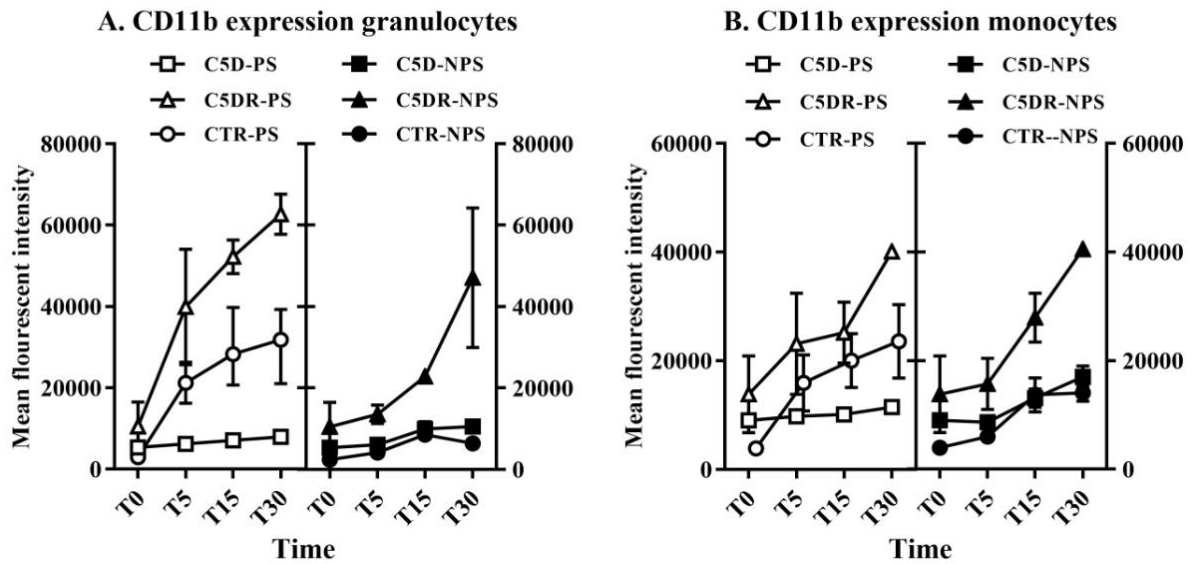 A. CD11b expression granulocytes
C5D-PS C5D-NPS
C5DR-PS C5DR-NPS
CTR-PS CTR-NPS
Mean flourescent intensity
80000 80000
60000 60000
40000 40000
20000 20000
0 0
T0 T5 T15 T30 T0 T5 T15 T30
Time
B. CD11b expression monocytes
C5D-PS C5D-NPS
C5DR-PS C5DR-NPS
CTR-PS CTR--NPS
Mean flourescent intensity
60000 60000
40000 40000
20000 20000
0 0
T0 T5 T15 T30 T0 T5 T15 T30
Time